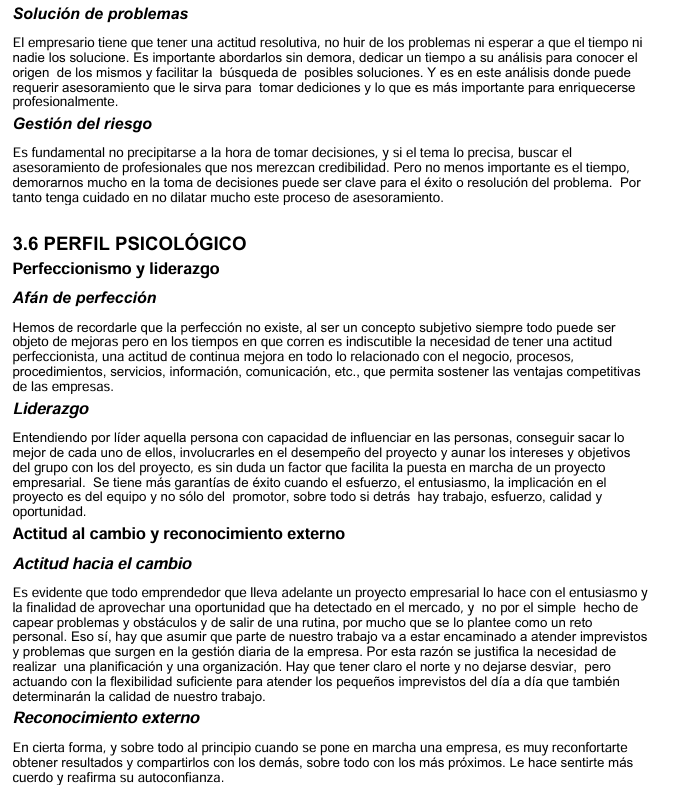 Solución de problemas
El empresario tiene que tener una actitud resolutiva, no huir de los problemas ni esperar a que el tiempo ni
nadie los solucione. Es importante abordarlos sin demora, dedicar un tiempo a su análisis para conocer el
origen  de los mismos y facilitar la  búsqueda de  posibles soluciones. Y es en este análisis donde puede
requerir asesoramiento que le sirva para  tomar dediciones y lo que es más importante para enriquecerse
profesionalmente.
Gestión del riesgo
Es fundamental no precipitarse a la hora de tomar decisiones, y si el tema lo precisa, buscar el
asesoramiento de profesionales que nos merezcan credibilidad. Pero no menos importante es el tiempo,
demorarnos mucho en la toma de decisiones puede ser clave para el éxito o resolución del problema.  Por
tanto tenga cuidado en no dilatar mucho este proceso de asesoramiento.
3.6 PERFIL PSICOLÓGICO
Perfeccionismo y liderazgo
Afán de perfección
Hemos de recordarle que la perfección no existe, al ser un concepto subjetivo siempre todo puede ser
objeto de mejoras pero en los tiempos en que corren es indiscutible la necesidad de tener una actitud
perfeccionista, una actitud de continua mejora en todo lo relacionado con el negocio, procesos,
procedimientos, servicios, información, comunicación, etc., que permita sostener las ventajas competitivas
de las empresas.
Liderazgo
Entendiendo por líder aquella persona con capacidad de influenciar en las personas, conseguir sacar lo
mejor de cada uno de ellos, involucrarles en el desempeño del proyecto y aunar los intereses y objetivos
del grupo con los del proyecto, es sin duda un factor que facilita la puesta en marcha de un proyecto
empresarial.  Se tiene más garantías de éxito cuando el esfuerzo, el entusiasmo, la implicación en el
proyecto es del equipo y no sólo del  promotor, sobre todo si detrás  hay trabajo, esfuerzo, calidad y
oportunidad.
Actitud al cambio y reconocimiento externo
Actitud hacia el cambio
Es evidente que todo emprendedor que lleva adelante un proyecto empresarial lo hace con el entusiasmo y
la finalidad de aprovechar una oportunidad que ha detectado en el mercado, y  no por el simple  hecho de
capear problemas y obstáculos y de salir de una rutina, por mucho que se lo plantee como un reto
personal. Eso sí, hay que asumir que parte de nuestro trabajo va a estar encaminado a atender imprevistos
y problemas que surgen en la gestión diaria de la empresa. Por esta razón se justifica la necesidad de
realizar  una planificación y una organización. Hay que tener claro el norte y no dejarse desviar,  pero
actuando con la flexibilidad suficiente para atender los pequeños imprevistos del día a día que también
determinarán la calidad de nuestro trabajo.
Reconocimiento externo
En cierta forma, y sobre todo al principio cuando se pone en marcha una empresa, es muy reconfortarte
obtener resultados y compartirlos con los demás, sobre todo con los más próximos. Le hace sentirte más
cuerdo y reafirma su autoconfianza.